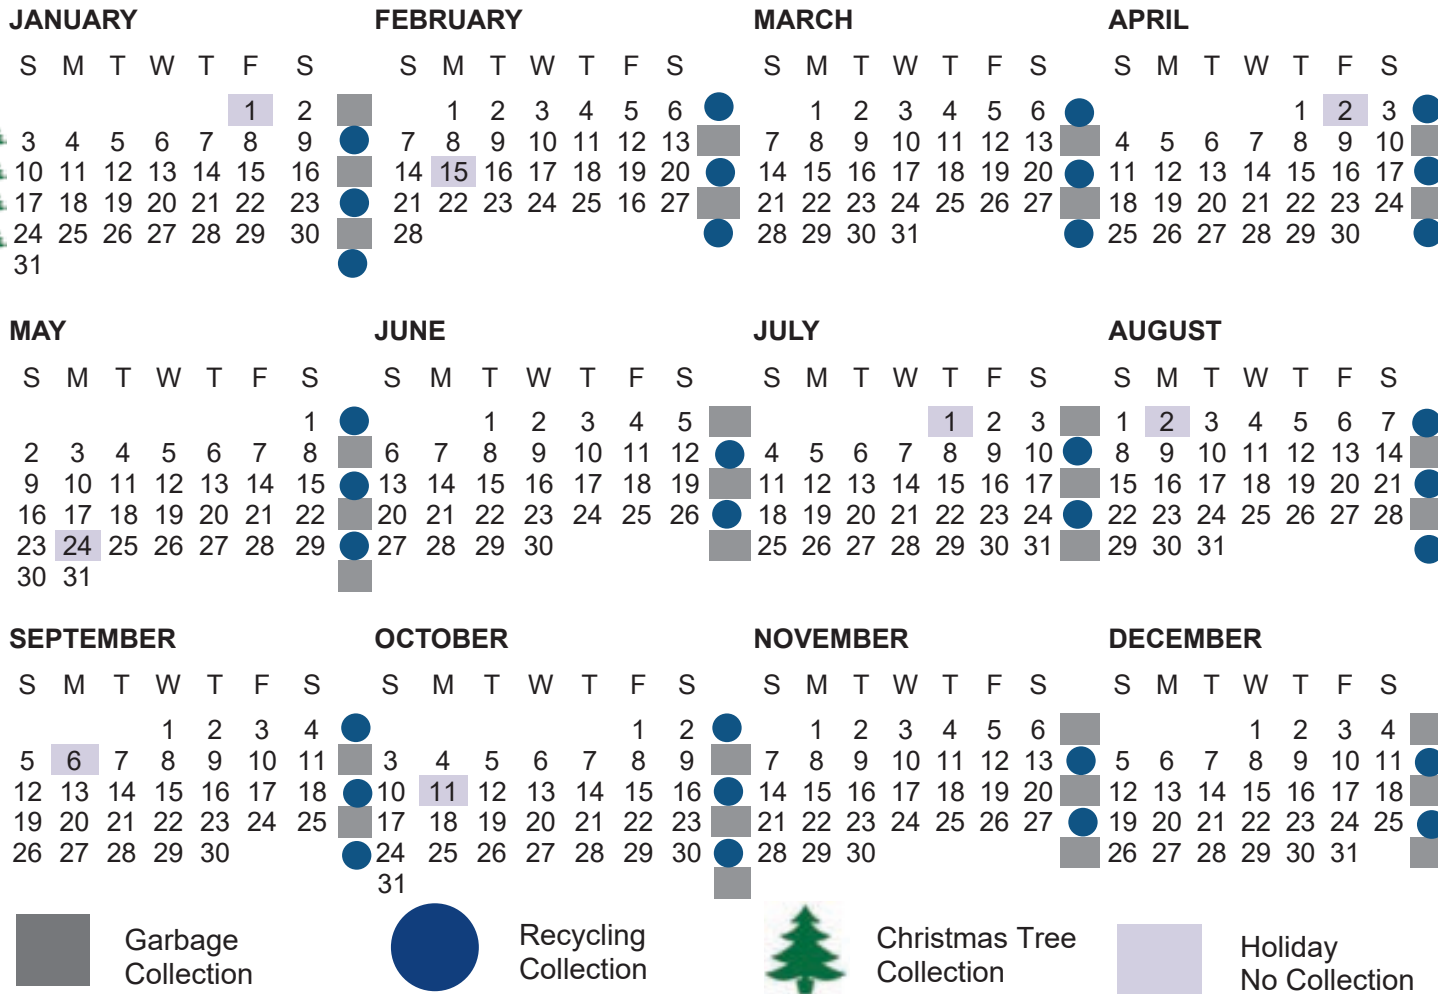 JANUARY FEBRUARY MARCH APRIL
S M T W T F S S M T W T F S S M T W T F S S M T W T F S
1 2 1 2 3 4 5 6 1 2 3 4 5 6 1 2 3
3 4 5 6 7 8 9 7 8 9 10 11 12 13 7 8 9 10 11 12 13 4 5 6 7 8 9 10
10 11 12 13 14 15 16 14 15 16 17 18 19 20 14 15 16 17 18 19 20 11 12 13 14 15 16 17
17 18 19 20 21 22 23 21 22 23 24 25 16 27 21 22 23 24 25 26 27 18 19 20 21 22 23 24
24 25 26 27 28 29 30 28 28 29 30 31 25 26 27 28 29 30
31
MAY JUNE JULY AUGUST
S M T W T F S S M T W T F S S M T W T F S S M T W T F S
1 1 2 3 4 5 1 2 3 1 2 3 4 5 6 7
2 3 4 5 6 7 8 6 7 8 9 10 11 12 4 5 6 7 8 9 10 8 9 10 11 12 13 14
9 10 11 12 13 14 15 13 14 15 16 17 18 19 11 12 13 14 15 16 17 15 16 17 18 19 20 21
16 17 18 19 20 21 22 20 21 22 23 24 25 26 18 19 20 21 22 23 24 22 23 24 25 26 27 28
23 24 25 26 27 28 29 27 28 29 30 25 26 27 28 29 30 31 29 30 31
30 31
SEPTEMBER OCTOBER NOVEMBER DECEMBER
S M T W T F S S M T W T F S S M T W T F S S M T W T F S
1 2 3 4 1 2 1 2 3 4 5 6 1 2 3 4
5 6 7 8 9 10 11 3 4 5 6 7 8 9 7 8 9 10 11 12 13 5 6 7 8 9 10 11
12 13 14 15 16 17 18 10 11 12 13 14 15 16 14 15 16 17 18 19 20 12 13 14 15 16 17 18
19 20 21 22 23 24 25 17 18 19 20 21 22 23 21 22 23 24 25 26 27 19 20 21 22 23 24 25
26 27 28 29 30 24 25 26 27 28 29 30 28 29 30 26 27 28 29 30 31
31
Garbage
Collection
Recycling
Collection
Christmas Tree
Collection
Holiday
No Collection